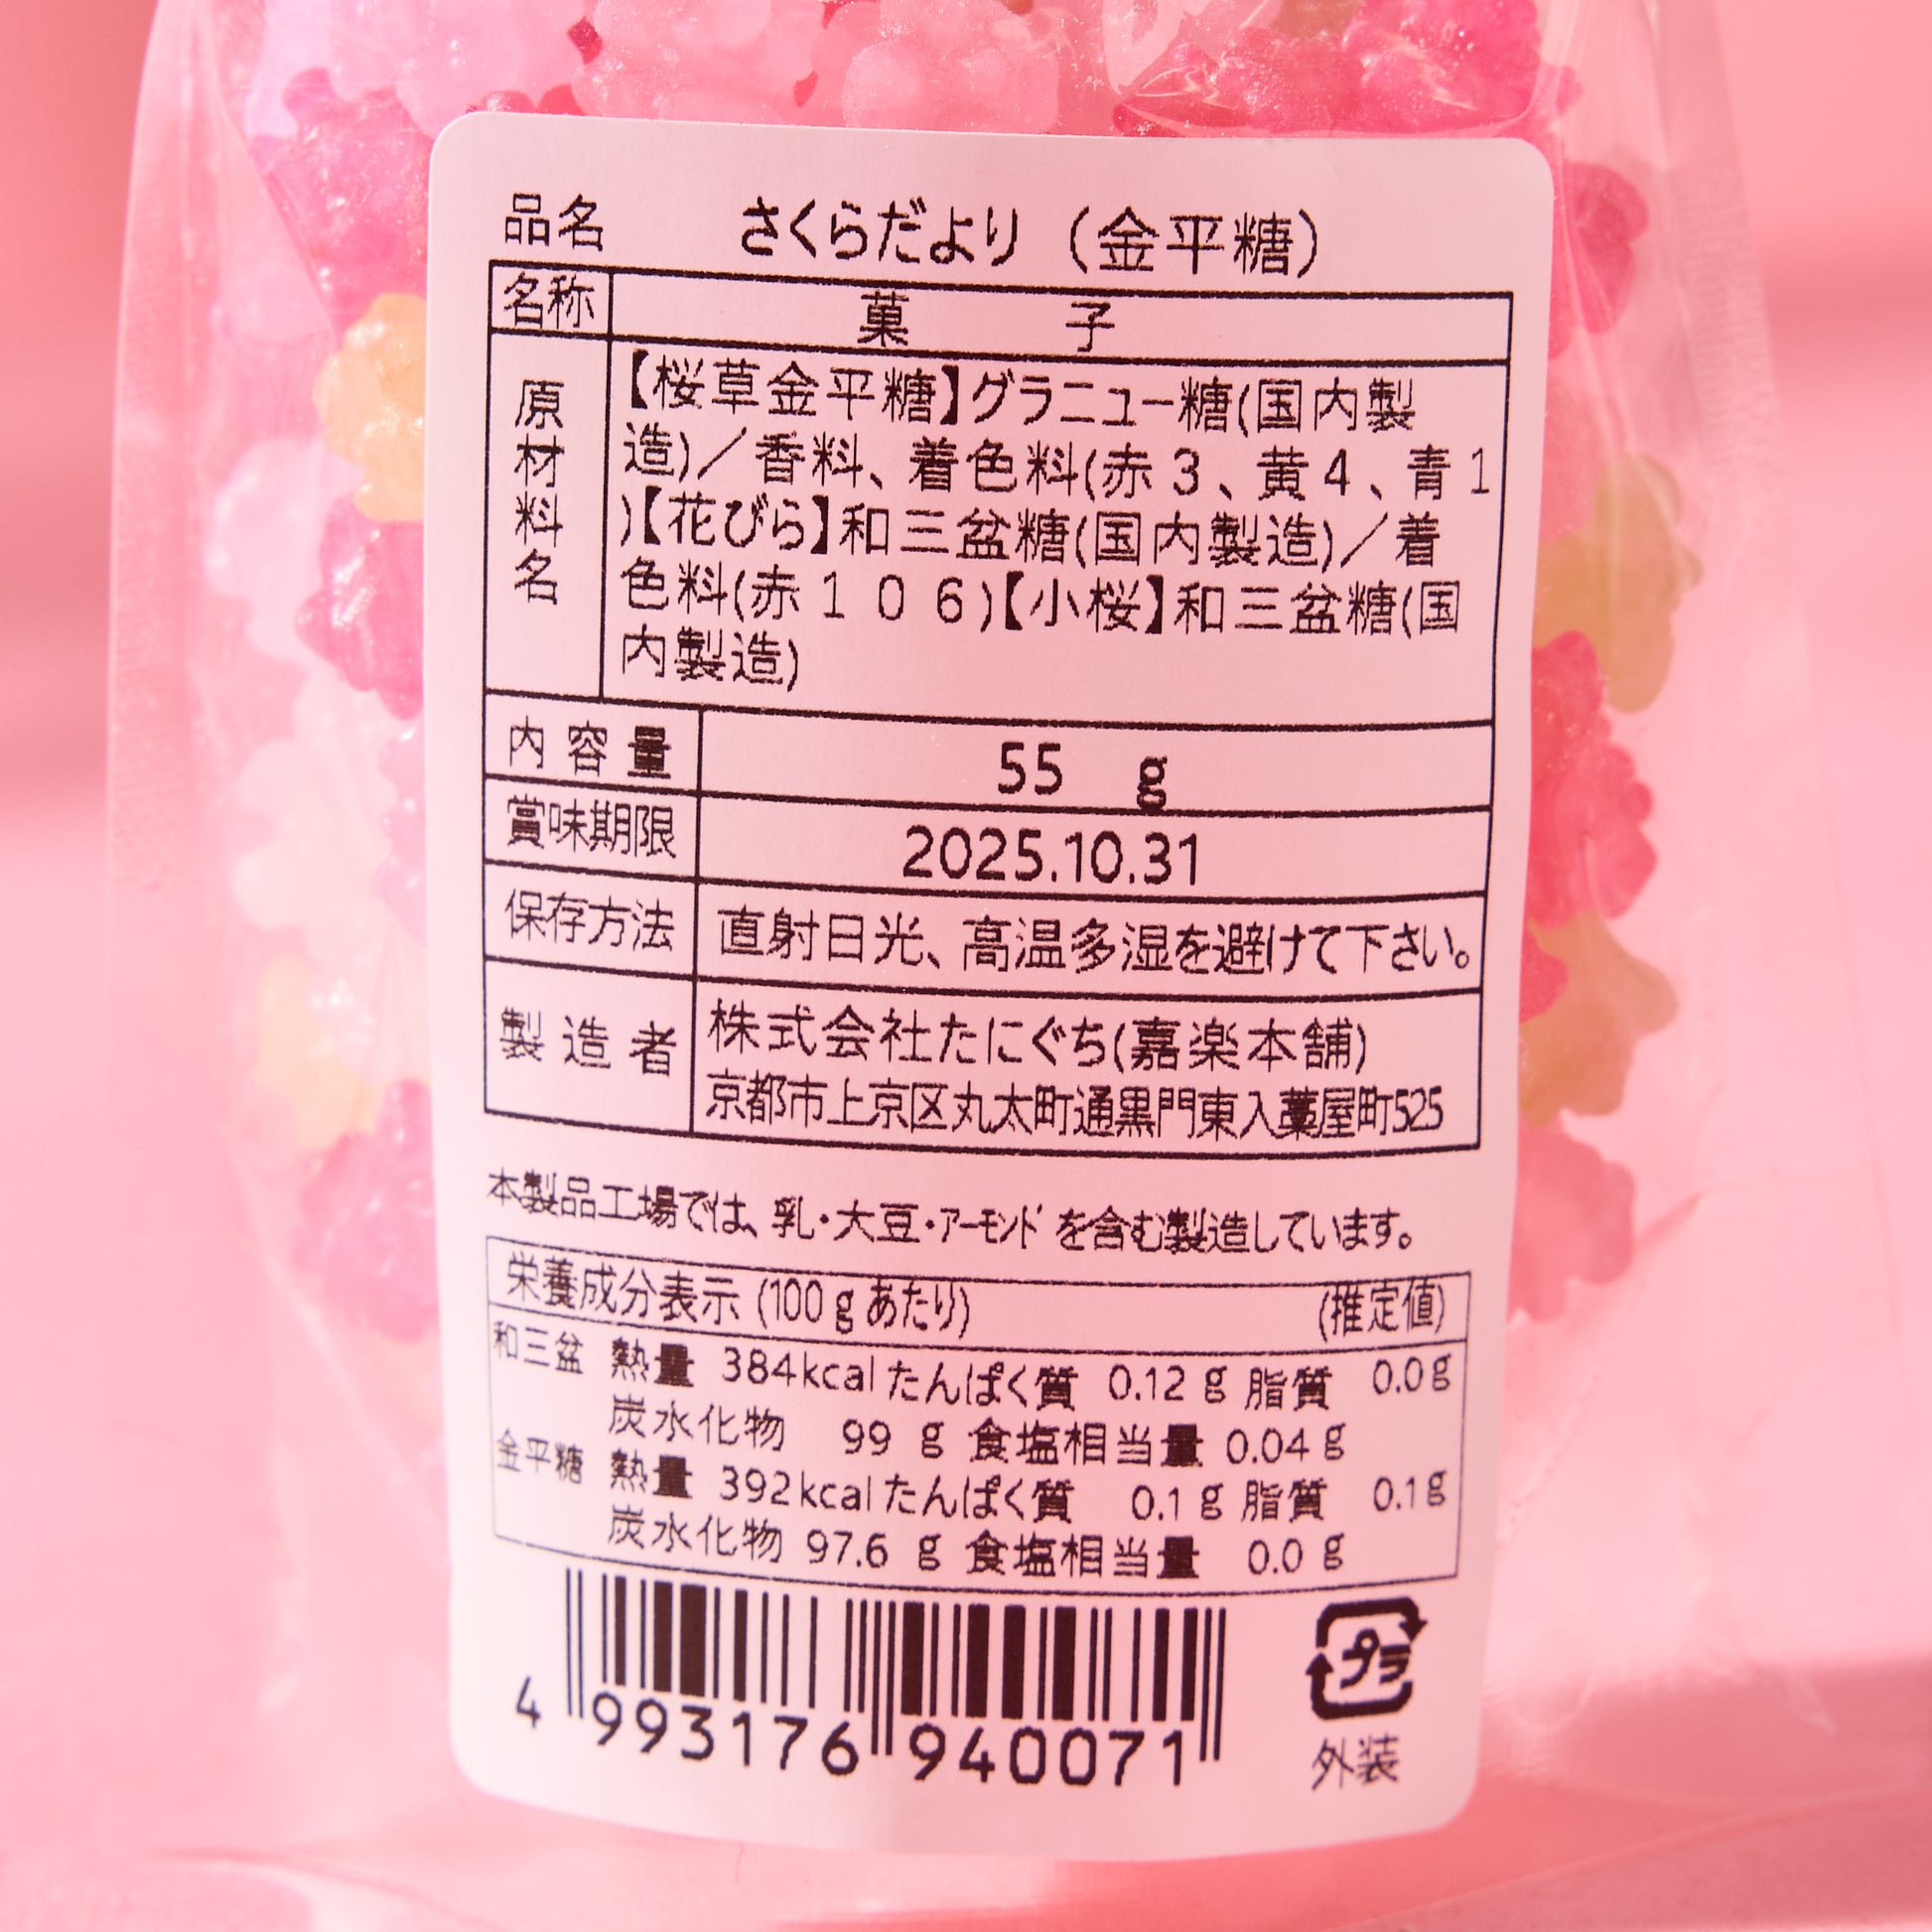 品名 さくらだより（金平糖）
名称 菓 子
原材料名 【桜草金平糖】グラニュー糖(国内製
造)／香料、着色料(赤３、黄４、青１
)【花びら】和三盆糖(国内製造)／着
色料(赤１０６)【小桜】和三盆糖(国
内製造)
内容量 55 g
賞味期限 2025.10.31
保存方法 直射日光、高温多湿を避けて下さい。
製造者 株式会社たにぐち(嘉楽本舗)
京都市上京区丸太町通黒門東入藁屋町525
本製品工場では、乳・大豆・ｱｰﾓﾝﾄﾞを含む製造しています。
栄養成分表示(100gあたり) (推定値)
和三盆 熱量 384kcal たんぱく質 0.12g 脂質 0.0g
炭水化物 99 g 食塩相当量 0.04g
金平糖 熱量 392kcal たんぱく質 0.1g 脂質 0.1g
炭水化物 97.6 g 食塩相当量 0.0 g
プラ
4 993176 940071
外装